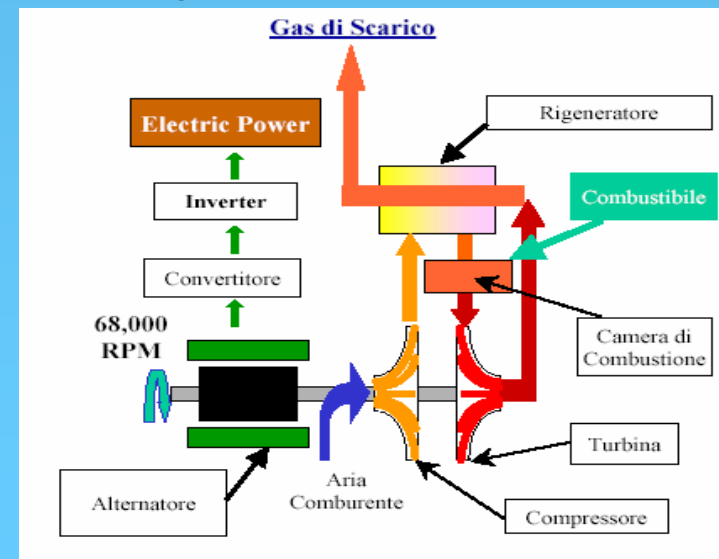 Gas di Scarico
Electric Power
Rigeneratore
Inverter
Combustibile
Convertitore
68,000
RPM
Camera di
Combustione
Turbina
Alternatore
Aria
Comburente
Compressore